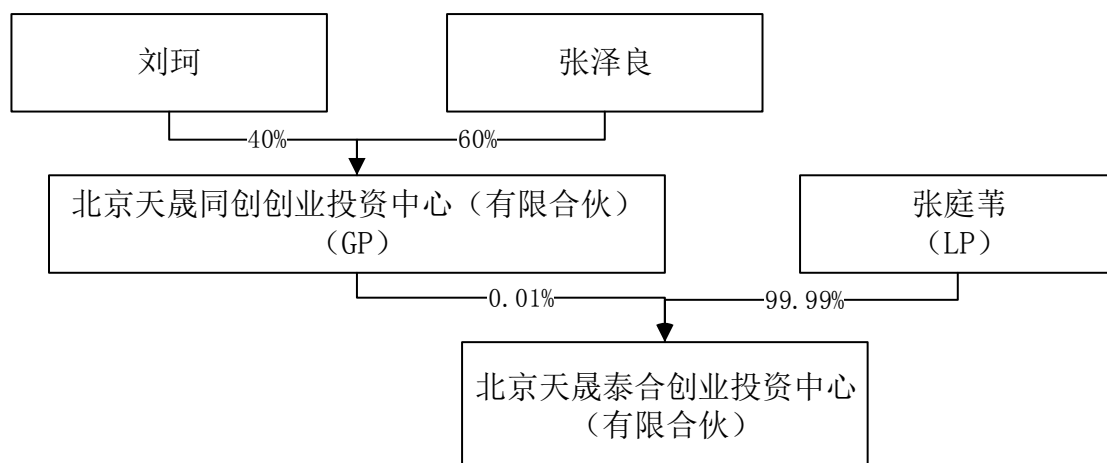 刘珂
张泽良
40%
60%
北京天晟同创创业投资中心（有限合伙）
（GP）
张庭苇
（LP）
0.01%
99.99%
北京天晟泰合创业投资中心
（有限合伙）